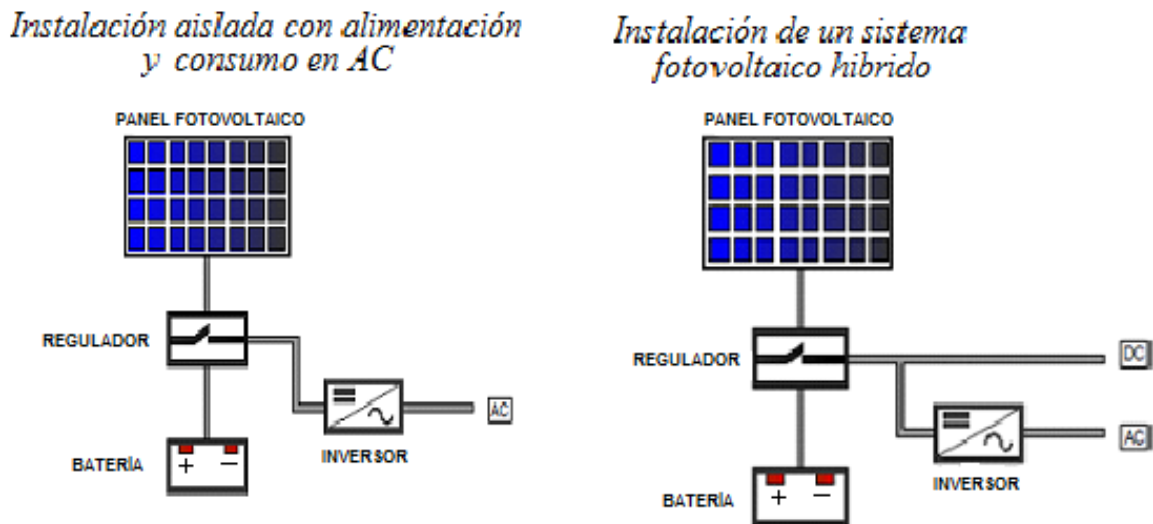 Instalación aislada con alimentación
y consumo en AC
PANEL FOTOVOLTAICO
REGULADOR
BATERÍA
+ −
INVERSOR
AC
Instalación de un sistema
fotovoltaico hibrido
PANEL FOTOVOLTAICO
REGULADOR
BATERÍA
+ −
INVERSOR
DC
AC